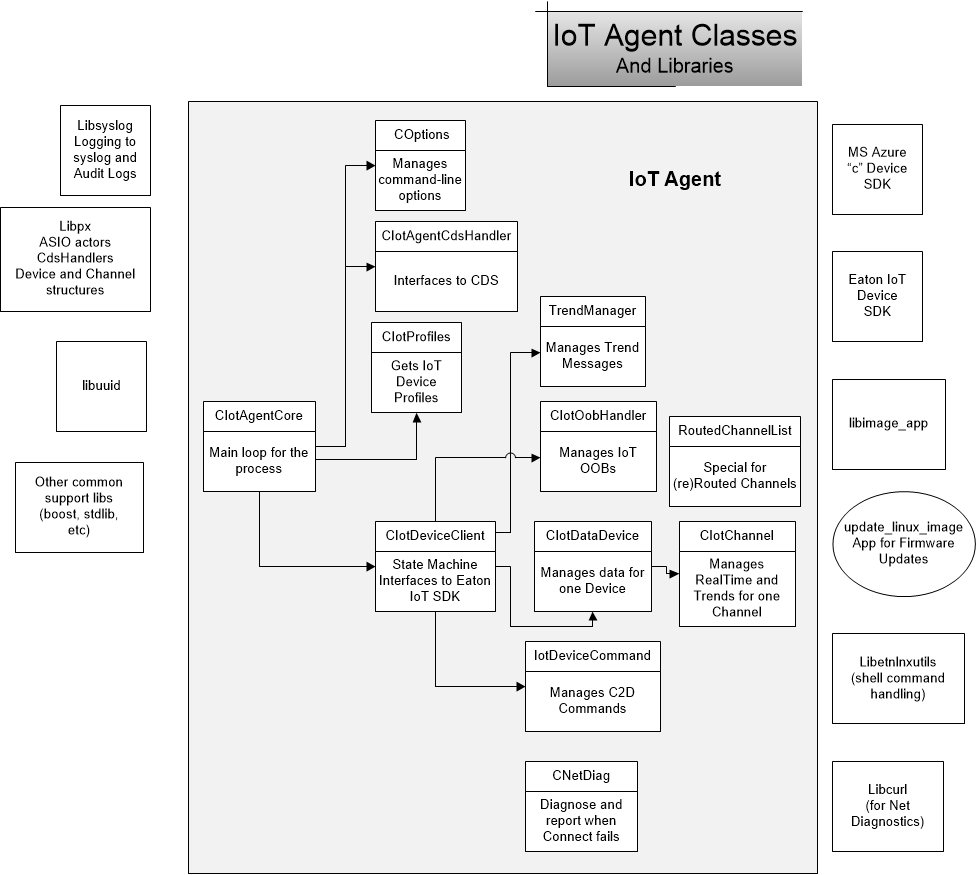 IoT Agent Classes
And Libraries
Libsyslog
Logging to
syslog and
Audit Logs
Libpx
ASIO actors
CdsHandlers
Device and Channel
structures
libuuid
Other common
support libs
(boost, stdlib,
etc)
IoT Agent
COptions
Manages
command-line
options
CIotAgentCdsHandler
Interfaces to CDS
CIotProfiles
Gets IoT
Device
Profiles
TrendManager
Manages Trend
Messages
CIotAgentCore
Main loop for the
process
CIotOobHandler
Manages IoT
OOBs
RoutedChannelList
Special for
(re)Routed Channels
CIotDeviceClient
State Machine
Interfaces to Eaton
IoT SDK
CIotDataDevice
Manages data for
one Device
CIotChannel
Manages
RealTime and
Trends for one
Channel
IotDeviceCommand
Manages C2D
Commands
CNetDiag
Diagnose and
report when
Connect fails
MS Azure
“c” Device
SDK
Eaton IoT
Device
SDK
libimage_app
update_linux_image
App for Firmware
Updates
Libetnlnxutils
(shell command
handling)
Libcurl
(for Net
Diagnostics)